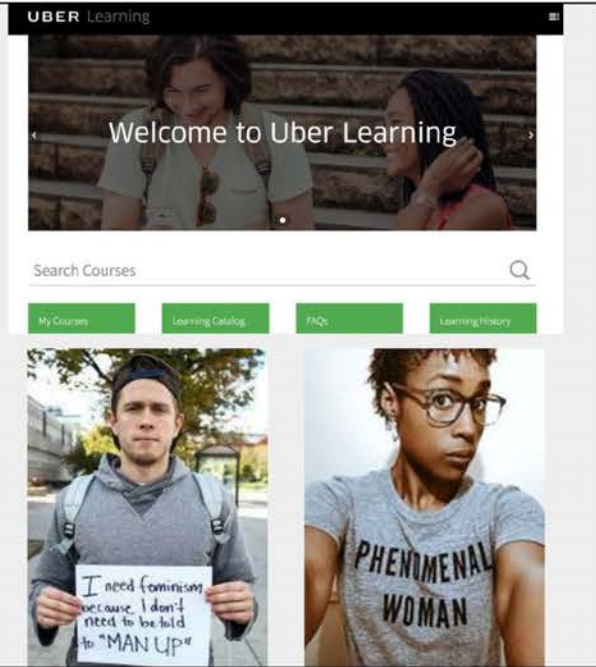 UBER Learning
Welcome to Uber Learning
Search Courses
My Courses
Learning Catalog
FAQs
Learning History
I need feminism
because I don't
need to be told
to "MAN UP"
PHENOMENAL
WOMAN